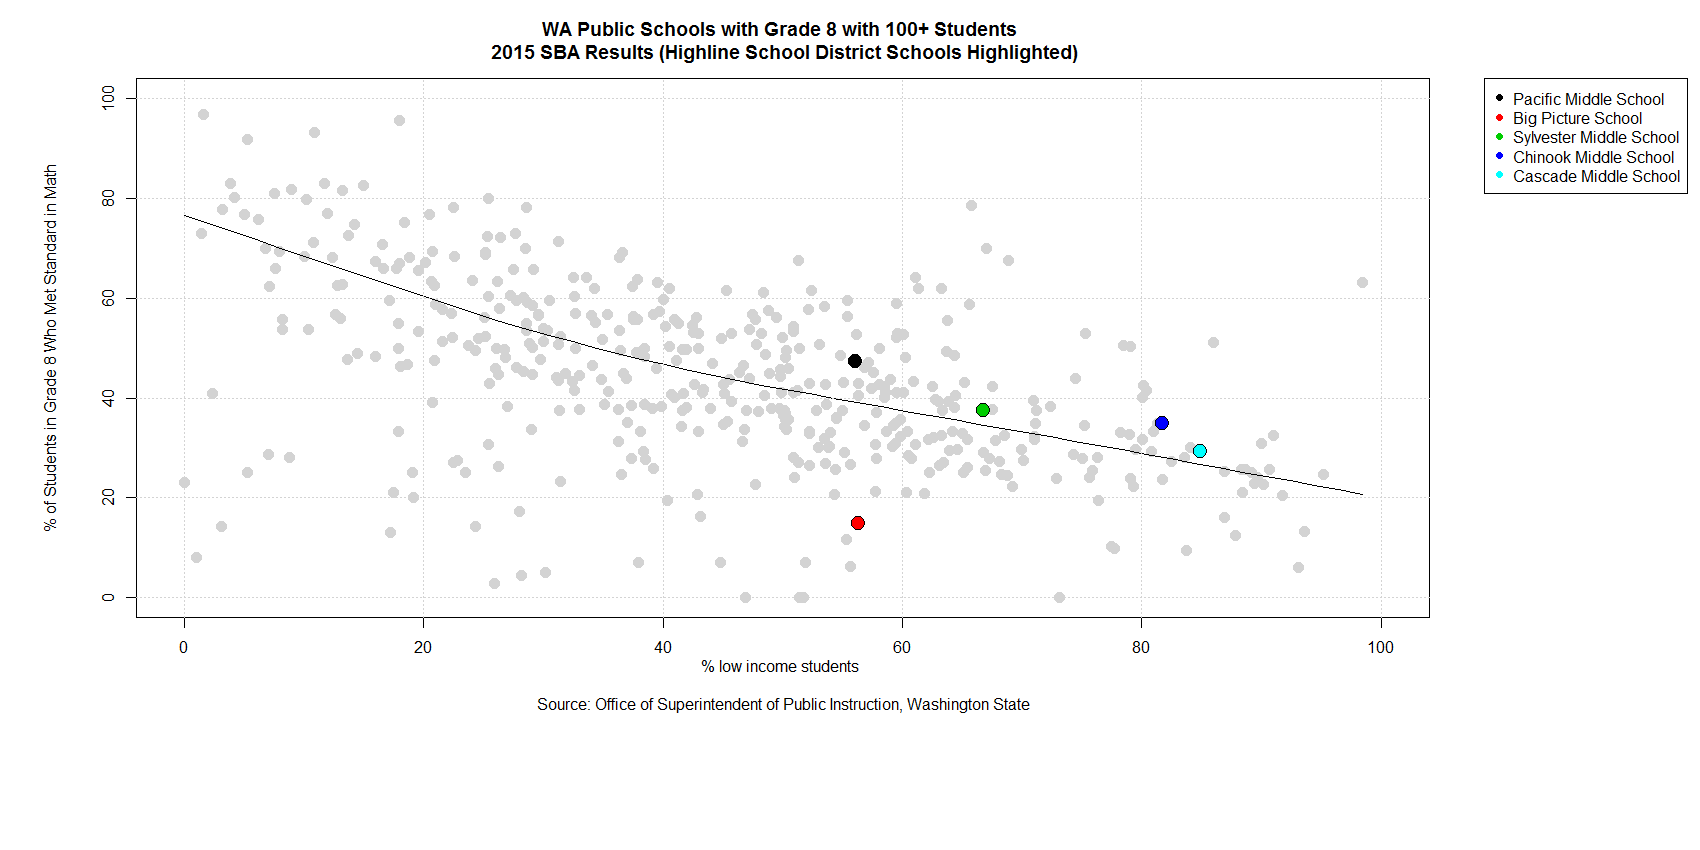 WA Public Schools with Grade 8 with 100+ Students
2015 SBA Results (Highline School District Schools Highlighted)
% of Students in Grade 8 Who Met Standard in Math
100
80
60
40
20
0
0 20 40 60 80 100
% low income students
Source: Office of Superintendent of Public Instruction, Washington State
Pacific Middle School
Big Picture School
Sylvester Middle School
Chinook Middle School
Cascade Middle School